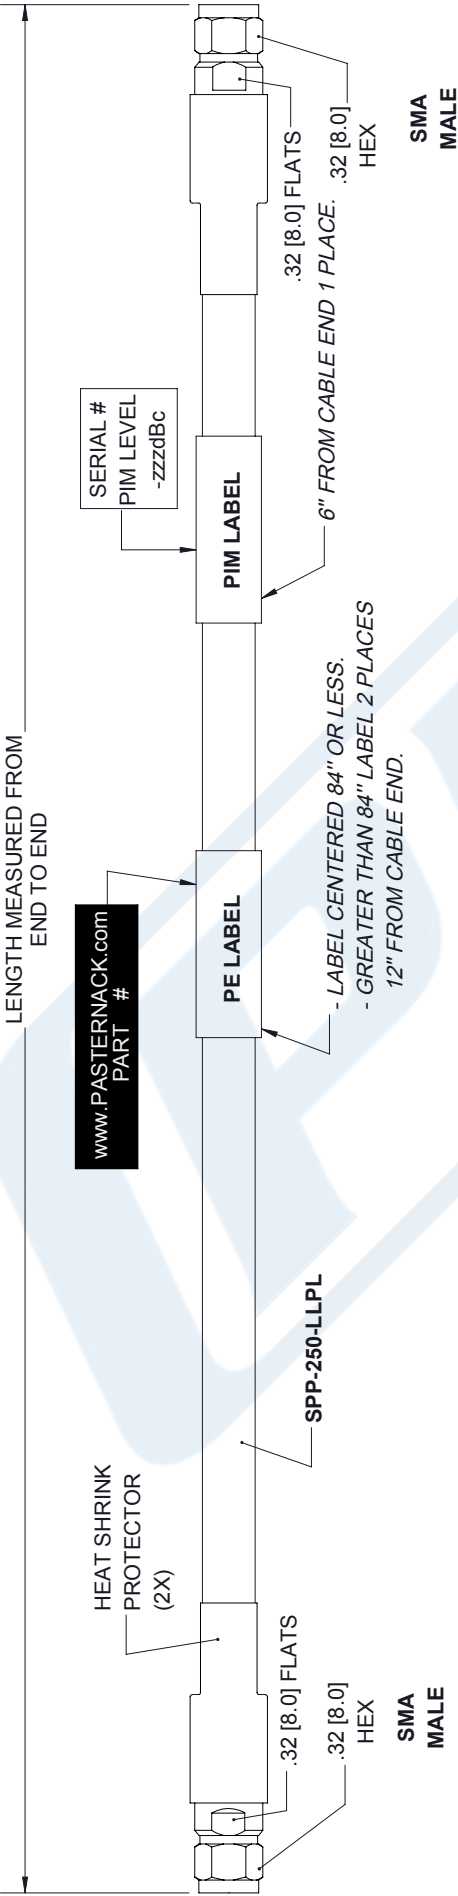 LENGTH MEASURED FROM
END TO END
HEAT SHRINK
PROTECTOR
(2X)
www.PASTERNACK.com
PART #
SERIAL #
PIM LEVEL
-zzzdBc
PE LABEL
PIM LABEL
.32 [8.0] FLATS
.32 [8.0]
HEX
SMA
MALE
SPP-250-LLPL
- LABEL CENTERED 84" OR LESS.
- GREATER THAN 84" LABEL 2 PLACES
12" FROM CABLE END.
6" FROM CABLE END 1 PLACE.
.32 [8.0] FLATS
.32 [8.0]
HEX
SMA
MALE